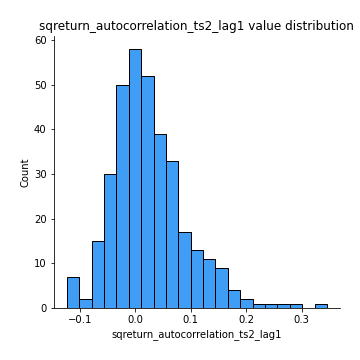 sqreturn_autocorrelation_ts2_lag1 value distribution
60
50
40
30
20
10
0
Count
−0.1 0.0 0.1 0.2 0.3
sqreturn_autocorrelation_ts2_lag1